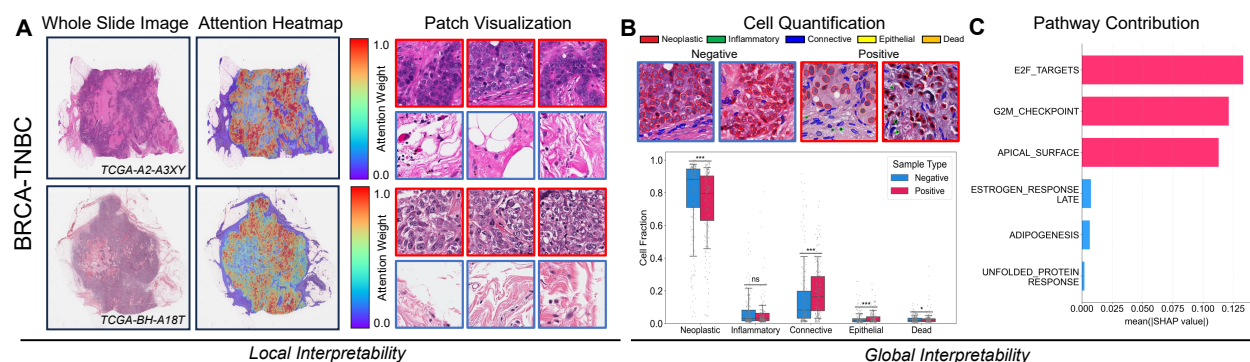 A
Whole Slide Image
Attention Heatmap
Patch Visualization
BRCA-TNBC
TCGA-A2-A3XY
1.0
Attention Weight
0.0
TCGA-BH-A18T
1.0
Attention Weight
0.0
Local Interpretability
B
Cell Quantification
Neoplastic Inflammatory Connective Epithelial Dead
Negative Positive
Cell Fraction
1.0
0.8
0.6
0.4
0.2
0.0
***
ns
***
***
*
Sample Type
Negative
Positive
Neoplastic Inflammatory Connective Epithelial Dead
C
Pathway Contribution
E2F_TARGETS
G2M_CHECKPOINT
APICAL_SURFACE
ESTROGEN_RESPONSE
LATE
ADIPOGENESIS
UNFOLDED_PROTEIN
RESPONSE
0.000 0.025 0.050 0.075 0.100 0.125
mean(|SHAP value|)
Global Interpretability